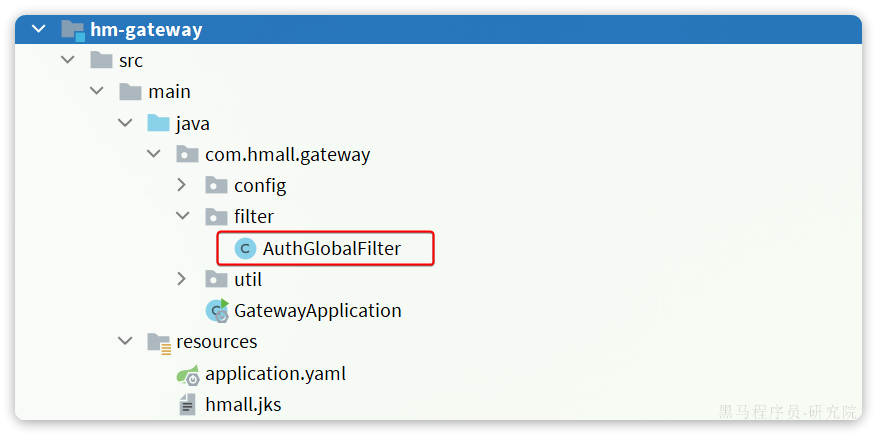 hm-gateway
src
main
java
com.hmall.gateway
config
filter
C AuthGlobalFilter
util
GatewayApplication
resources
application.yaml
hmall.jks
黑马程序员-研究院